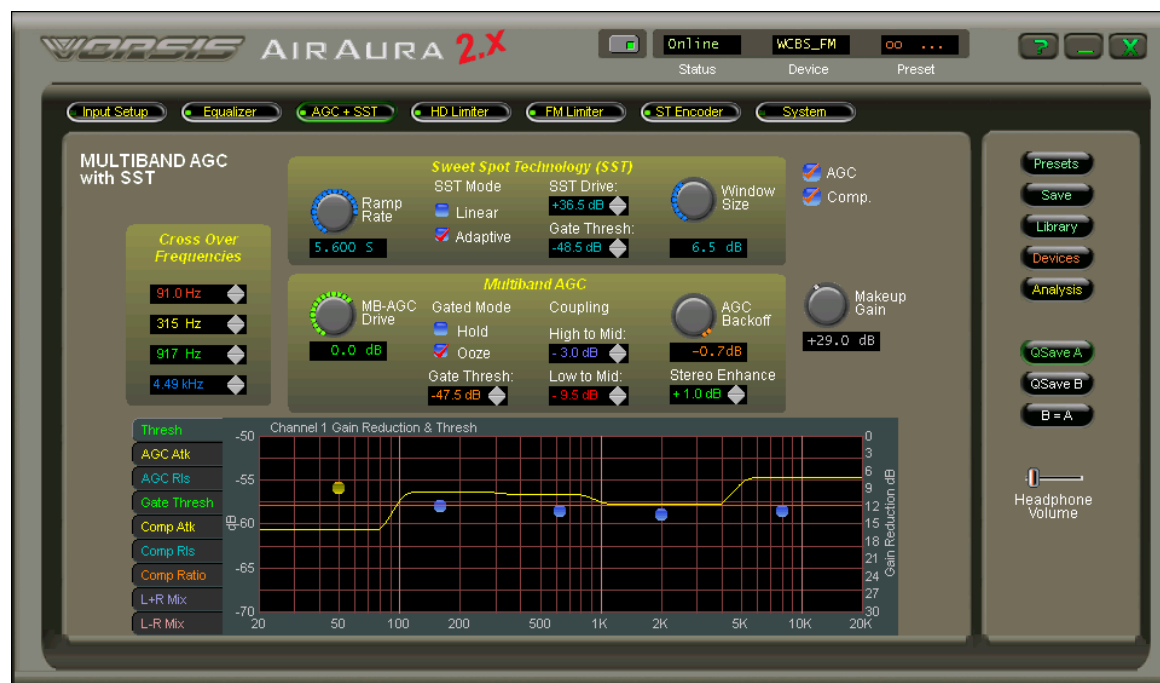 VORSIS AIRAURA 2.X
Online WCBS_FM oo ...
Status Device Preset
? _ X
Input Setup Equalizer AGC + SST HD Limiter FM Limiter ST Encoder System
MULTIBAND AGC
with SST
Sweet Spot Technology (SST)
Ramp
Rate
5.600 S
SST Mode
Linear
Adaptive
SST Drive:
+36.5 dB
Gate Thresh:
-48.5 dB
Window
Size
6.5 dB
AGC
Comp.
Cross Over
Frequencies
91.0 Hz
315 Hz
917 Hz
4.49 kHz
Multiband AGC
MB-AGC
Drive
0.0 dB
Gated Mode
Hold
Ooze
Gate Thresh:
-47.5 dB
Coupling
High to Mid:
- 3.0 dB
Low to Mid:
- 9.5 dB
AGC
Backoff
-0.7dB
Stereo Enhance
+ 1.0 dB
Makeup
Gain
+29.0 dB
Thresh
AGC Atk
AGC Rls
Gate Thresh
Comp Atk
Comp Rls
Comp Ratio
L+R Mix
L-R Mix
Channel 1 Gain Reduction & Thresh
-50
-55
-60
-65
-70
dB
20 50 100 200 500 1K 2K 5K 10K 20K
0
3
6
9
12
15
18
21
24
27
30
Gain Reduction dB
Presets
Save
Library
Devices
Analysis
QSave A
QSave B
B = A
Headphone
Volume